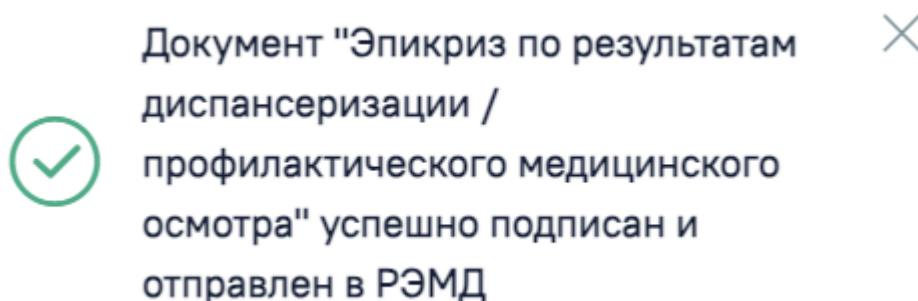 Документ "Эпикриз по результатам
диспансеризации /
профилактического медицинского
осмотра" успешно подписан и
отправлен в РЭМД